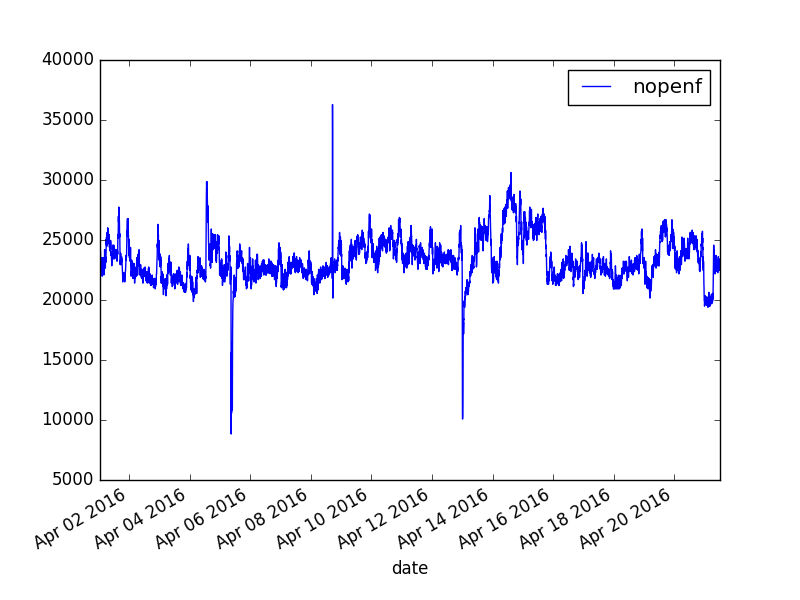 40000
35000
30000
25000
20000
15000
10000
5000
nopenf
Apr 02 2016
Apr 04 2016
Apr 06 2016
Apr 08 2016
Apr 10 2016
Apr 12 2016
Apr 14 2016
Apr 16 2016
Apr 18 2016
Apr 20 2016
date